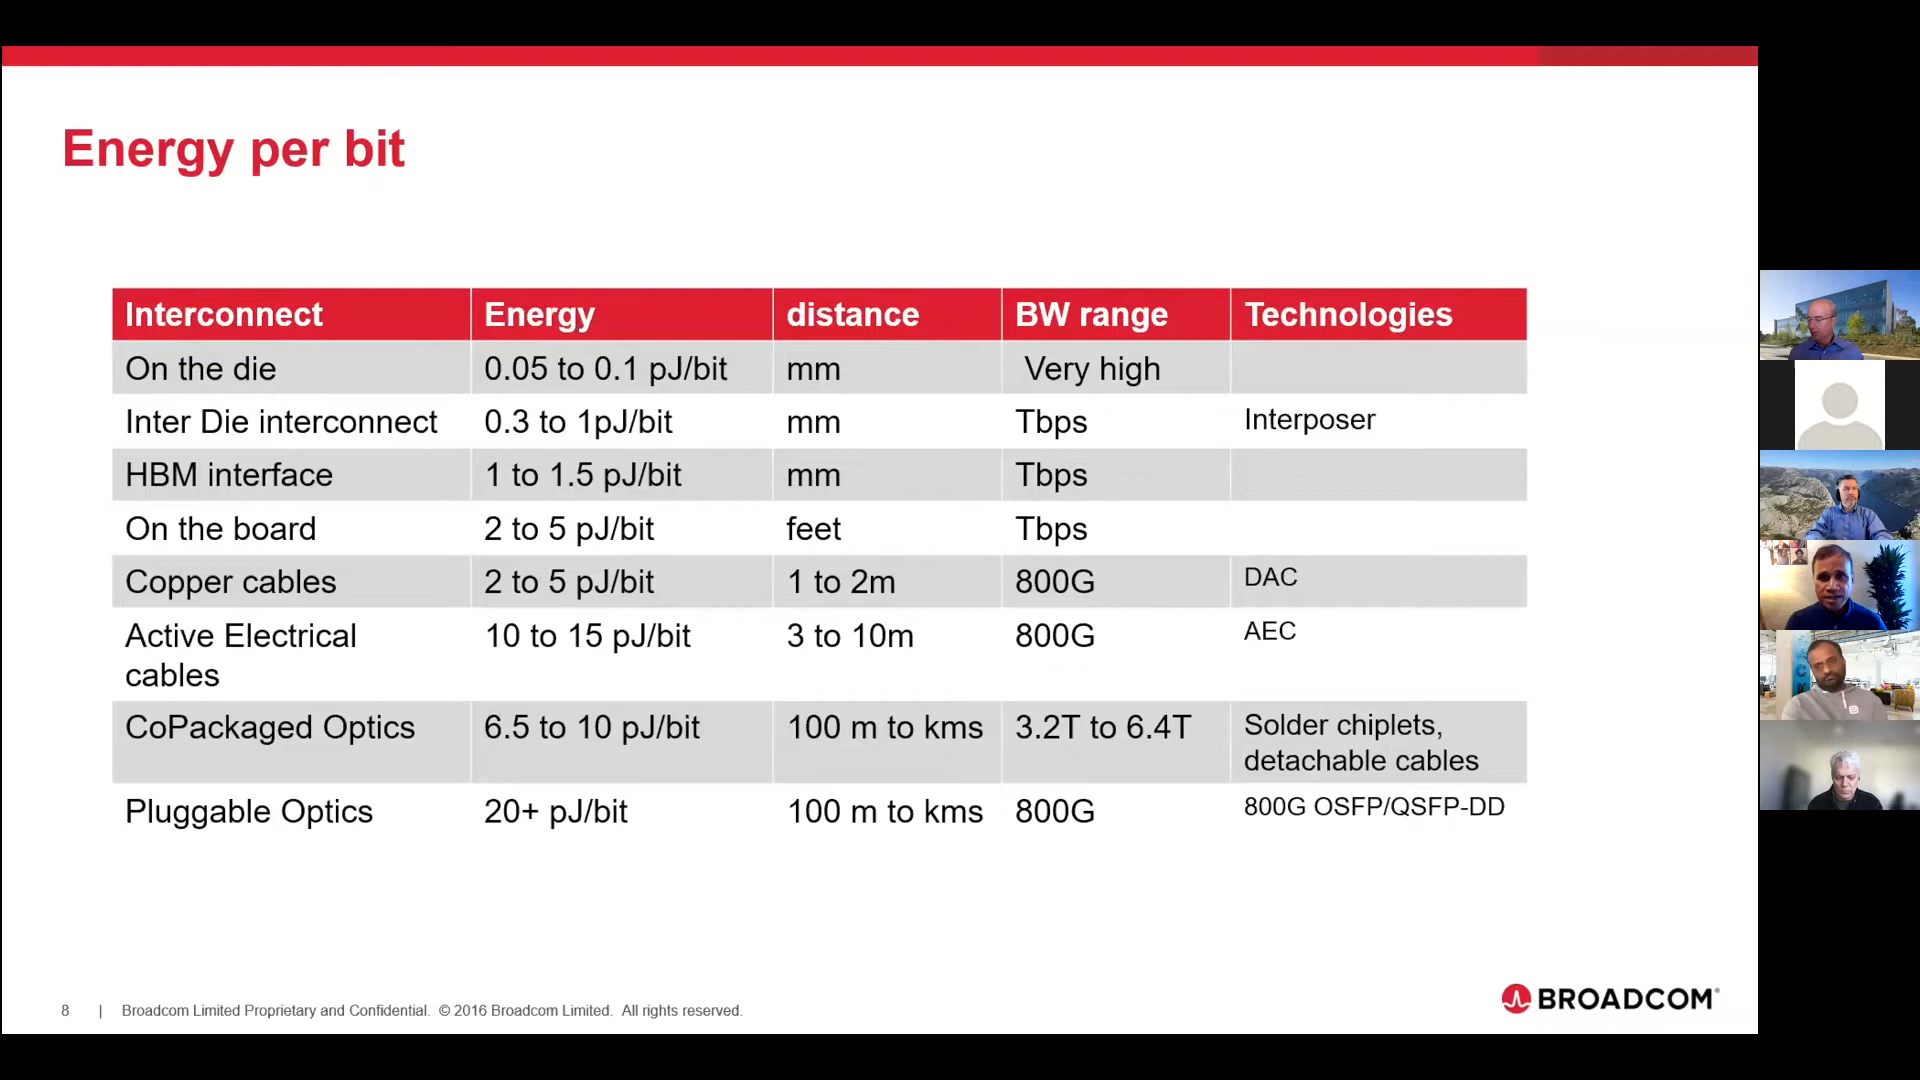 Energy per bit
Interconnect Energy distance BW range Technologies
On the die 0.05 to 0.1 pJ/bit mm Very high
Inter Die interconnect 0.3 to 1pJ/bit mm Tbps Interposer
HBM interface 1 to 1.5 pJ/bit mm Tbps
On the board 2 to 5 pJ/bit feet Tbps
Copper cables 2 to 5 pJ/bit 1 to 2m 800G DAC
Active Electrical 10 to 15 pJ/bit 3 to 10m 800G AEC
cables
CoPackaged Optics 6.5 to 10 pJ/bit 100 m to kms 3.2T to 6.4T Solder chiplets,
detachable cables
Pluggable Optics 20+ pJ/bit 100 m to kms 800G 800G OSFP/QSFP-DD
8 | Broadcom Limited Proprietary and Confidential. © 2016 Broadcom Limited. All rights reserved.
BROADCOM®